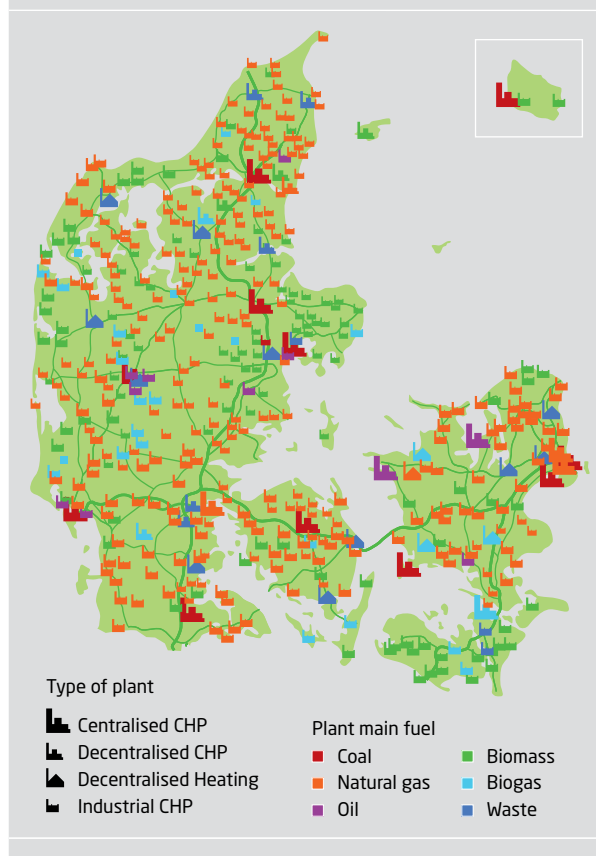 Type of plant
Centralised CHP
Decentralised CHP
Decentralised Heating
Industrial CHP
Plant main fuel
Coal
Natural gas
Oil
Biomass
Biogas
Waste